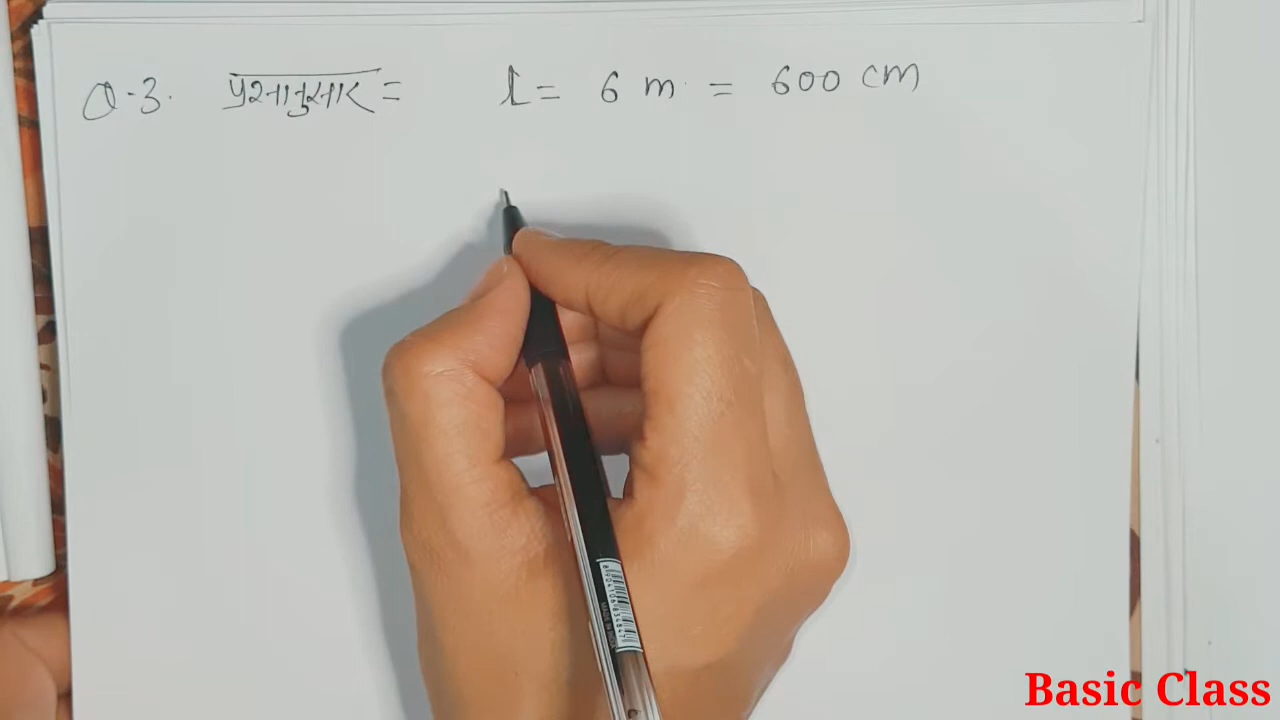 Q.3. प्रश्नानुसार = l = 6 m = 600 cm
Basic Class